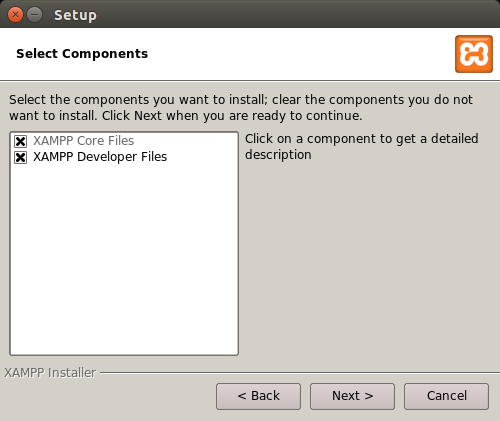 Setup
Select Components
Select the components you want to install; clear the components you do not
want to install. Click Next when you are ready to continue.
XAMPP Core Files
XAMPP Developer Files
Click on a component to get a detailed
description
XAMPP Installer
< Back
Next >
Cancel